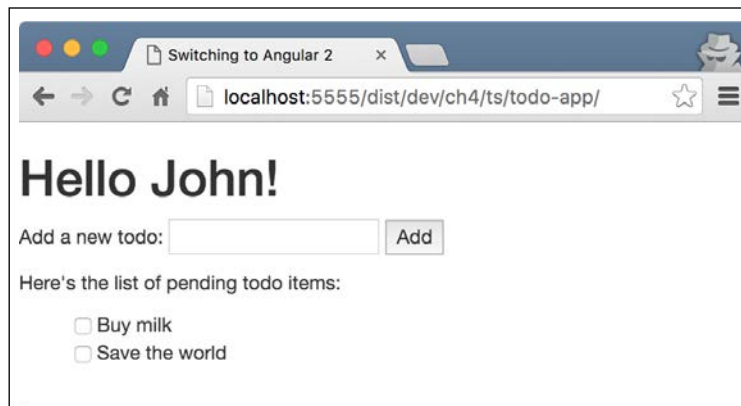 Switching to Angular 2
localhost:5555/dist/dev/ch4/ts/todo-app/
Hello John!
Add a new todo: Add
Here's the list of pending todo items:
Buy milk
Save the world